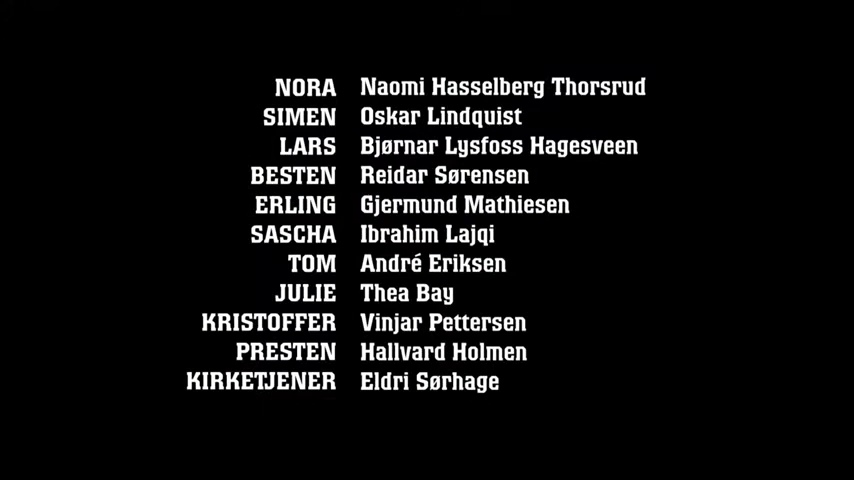 NORA Naomi Hasselberg Thorsrud
SIMEN Oskar Lindquist
LARS Bjørnar Lysfoss Hagesveen
BESTEN Reidar Sørensen
ERLING Gjermund Mathiesen
SASCHA Ibrahim Lajqi
TOM André Eriksen
JULIE Thea Bay
KRISTOFFER Vinjar Pettersen
PRESTEN Hallvard Holmen
KIRKETJENER Eldri Sørhage